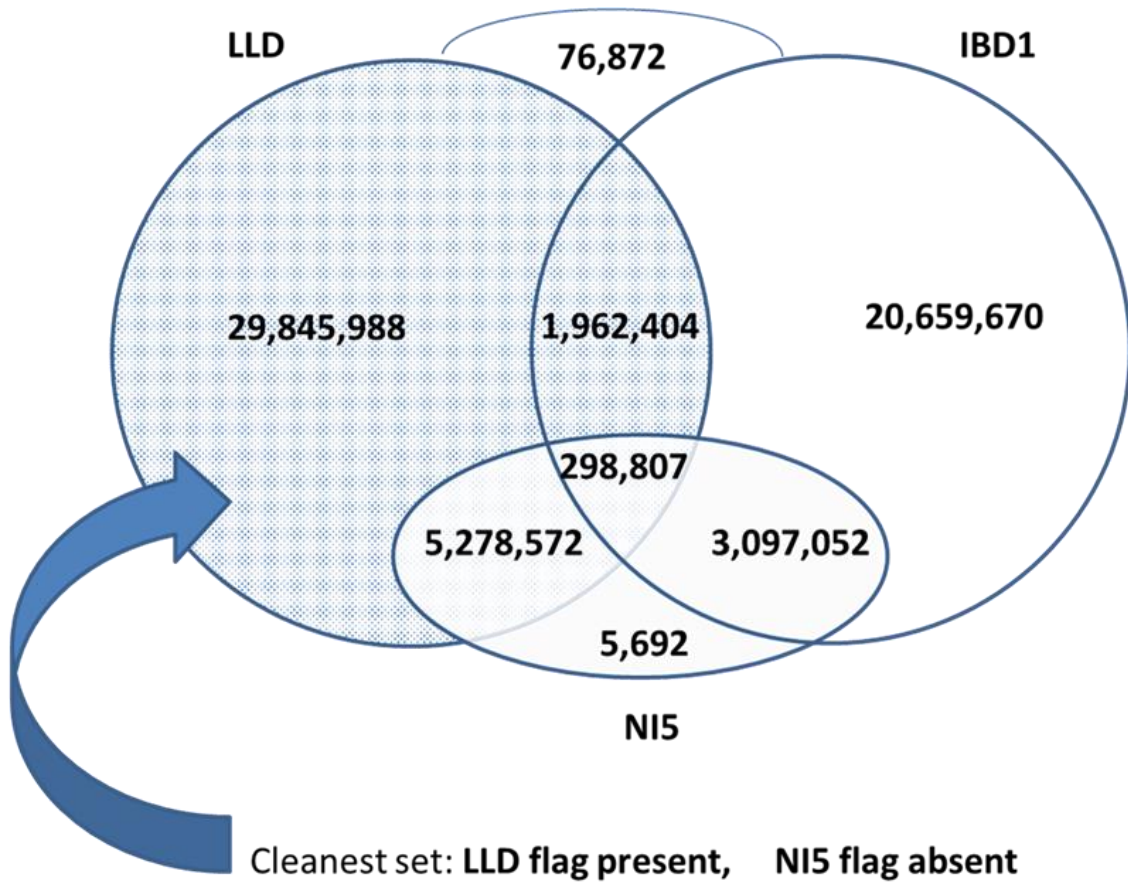 LLD
76,872
IBD1
29,845,988
1,962,404
20,659,670
298,807
5,278,572
3,097,052
5,692
NI5
Cleanest set: LLD flag present, NI5 flag absent